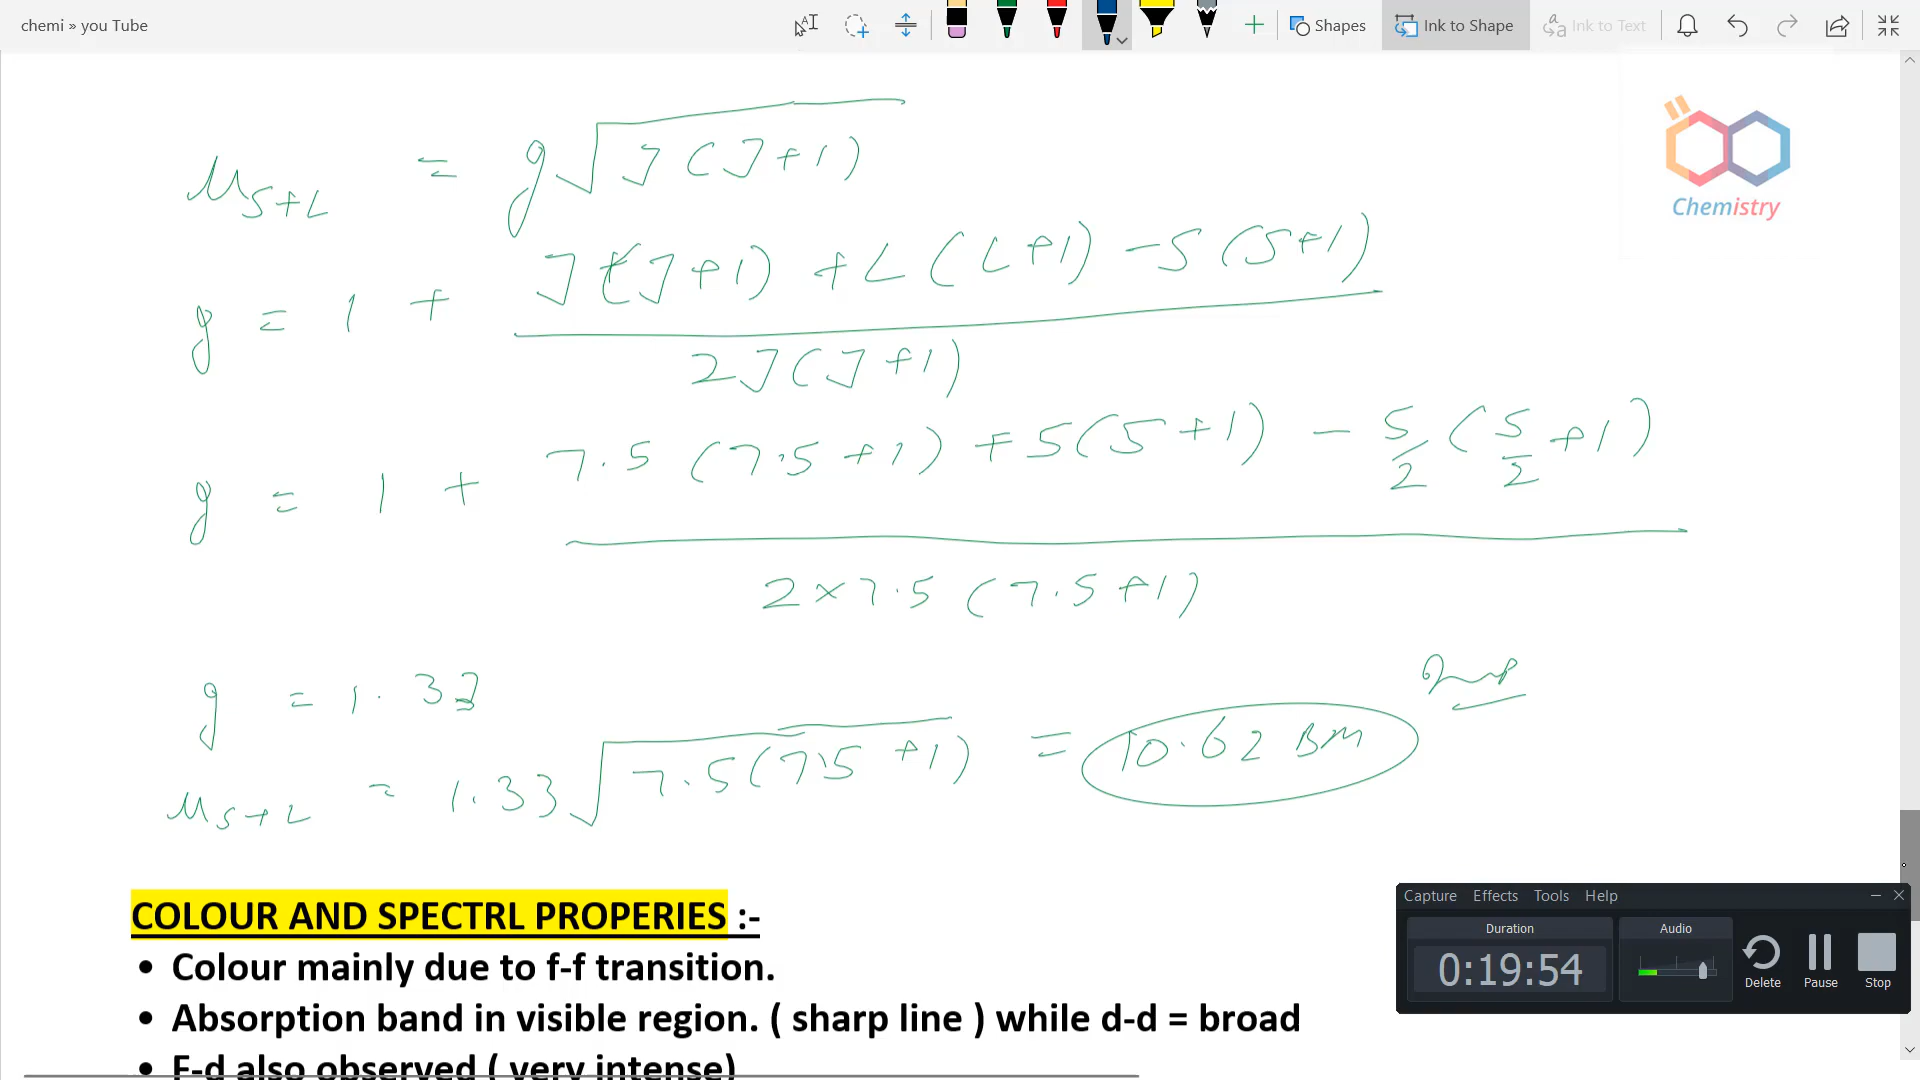 chemi » you Tube
Shapes
Ink to Shape
Ink to Text
Chemistry
μS+L = g√J(J+1)
g = 1 + J(J+1) + L(L+1) - S(S+1)
2J(J+1)
g = 1 + 7.5(7.5+1) + 5(5+1) - 5/2(5/2+1)
2×7.5(7.5+1)
g = 1.33
μS+L = 1.33√7.5(7.5+1) = 10.62 BM
COLOUR AND SPECTRL PROPERIES :-
• Colour mainly due to f-f transition.
• Absorption band in visible region. ( sharp line ) while d-d = broad
• F-d also observed ( very intense)
Capture Effects Tools Help
Duration
Audio
0:19:54
Delete
Pause
Stop